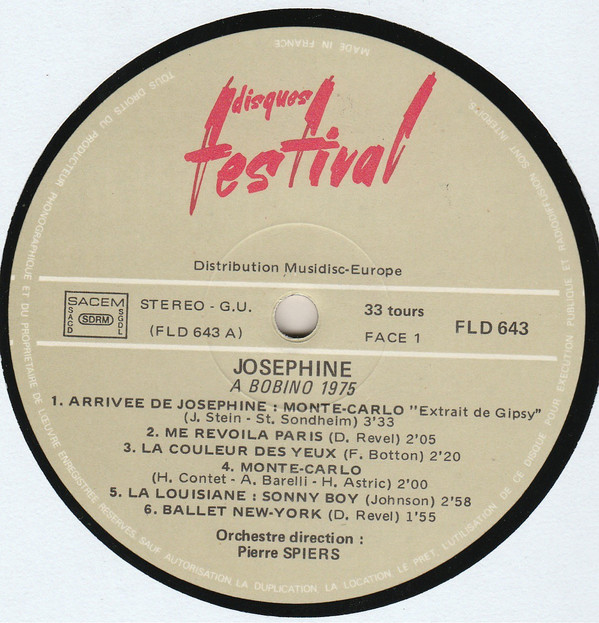 MADE IN FRANCE
TOUS DROITS DU PRODUCTEUR PHONOGRAPHIQUE ET DU PROPRIETAIRE DE L'ŒUVRE ENREGISTREE RESERVES. SAUF AUTORISATION, LA DUPLICATION, LA LOCATION, LE PRET, L'UTILISATION DE CE DISQUE POUR EXECUTION PUBLIQUE ET RADIODIFFUSION SONT INTERDITS
disques
festival
Distribution Musidisc-Europe
SACEM
SACD
SDRM
SGDL
STEREO - G.U.
(FLD 643 A)
33 tours
FACE 1
FLD 643
JOSEPHINE
A BOBINO 1975
1. ARRIVEE DE JOSEPHINE : MONTE-CARLO "Extrait de Gipsy"
(J. Stein - St. Sondheim) 3'33
2. ME REVOILA PARIS (D. Revel) 2'05
3. LA COULEUR DES YEUX (F. Botton) 2'20
4. MONTE-CARLO
(H. Contet - A. Barelli - H. Astric) 2'00
5. LA LOUISIANE : SONNY BOY (Johnson) 2'58
6. BALLET NEW-YORK (D. Revel) 1'55
Orchestre direction :
Pierre SPIERS